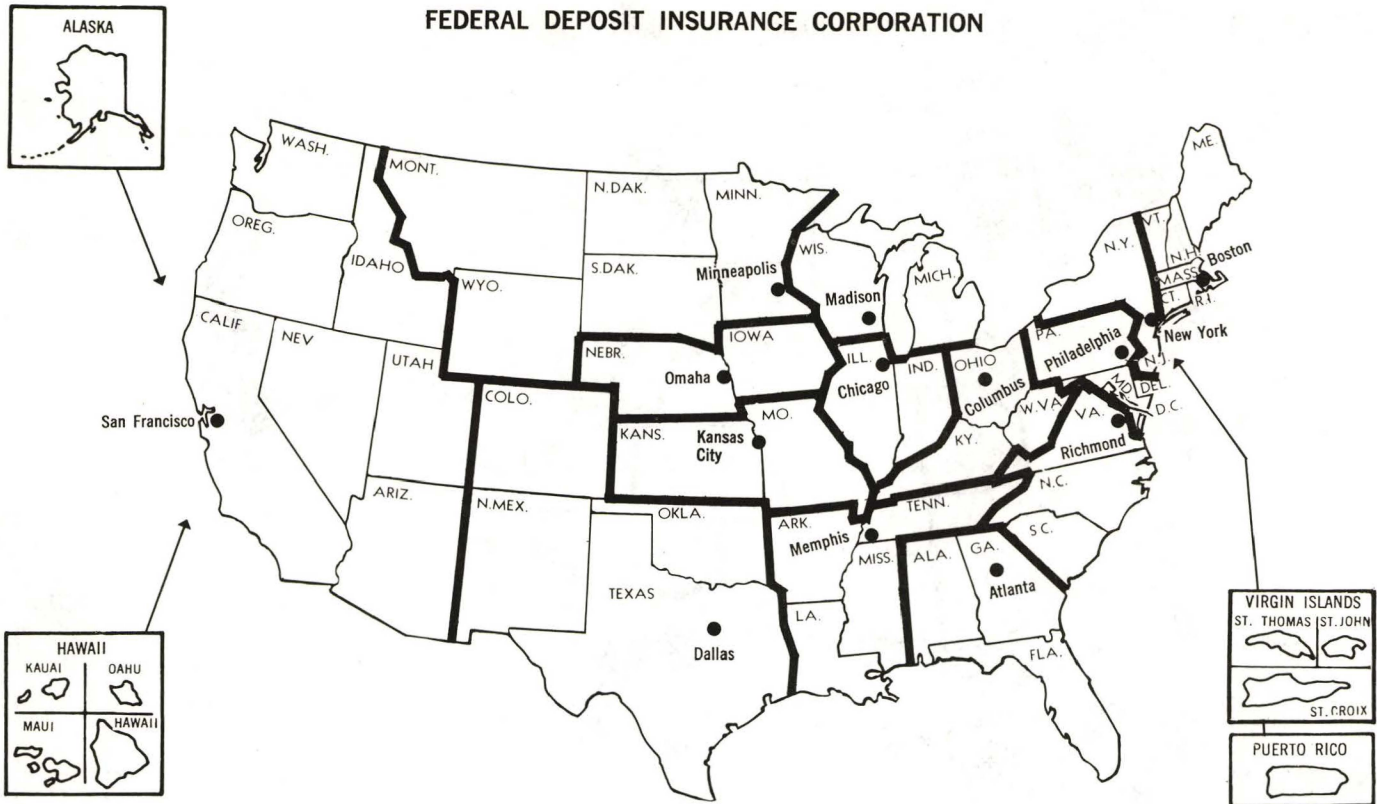 FEDERAL DEPOSIT INSURANCE CORPORATION
ALASKA
WASH.
MONT.
N.DAK.
MINN.
ME.
OREG.
IDAHO
WYO.
S.DAK.
Minneapolis
WIS.
MICH.
Madison
N.Y.
VT.
N.H.
Boston
MASS.
CT.
R.I.
CALIF.
NEV
UTAH
NEBR.
Omaha
IOWA
ILL.
Chicago
IND.
OHIO
Columbus
PA.
Philadelphia
New York
N.J.
DEL.
MD.
D.C.
San Francisco
COLO.
KANS.
Kansas
City
MO.
KY.
W.VA.
VA.
Richmond
ARIZ.
N.MEX.
OKLA.
ARK.
Memphis
TENN.
N.C.
S.C.
TEXAS
Dallas
LA.
MISS.
ALA.
GA.
Atlanta
FLA.
HAWAII
KAUAI
OAHU
MAUI
HAWAII
VIRGIN ISLANDS
ST. THOMAS
ST.JOHN
ST.CROIX
PUERTO RICO